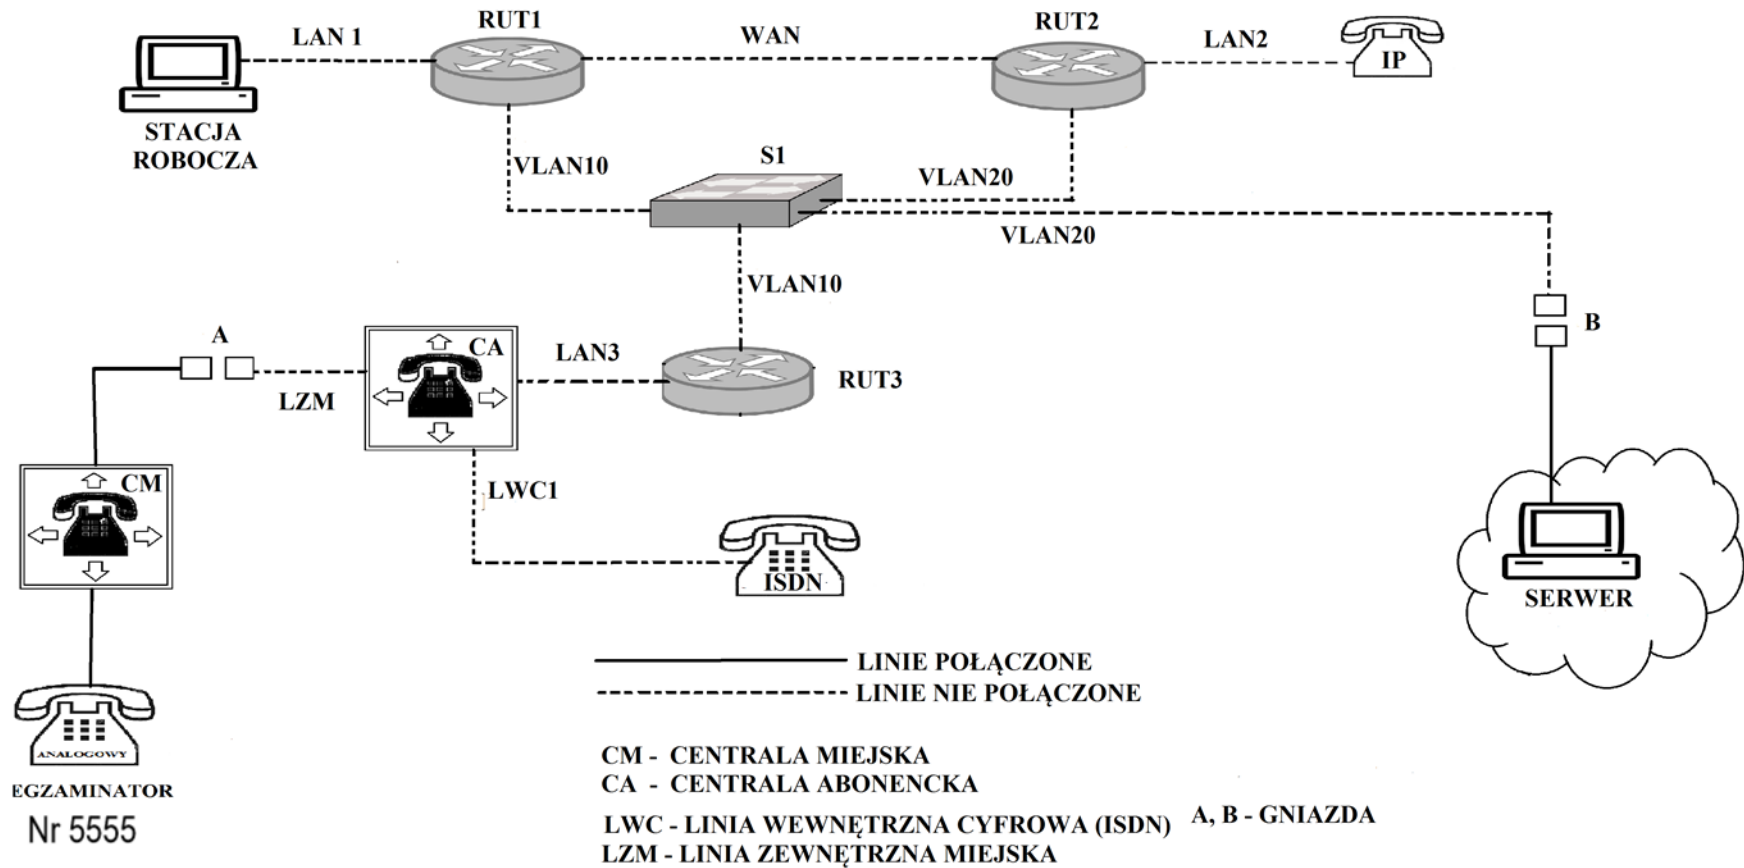 RUT1
RUT2
LAN 1
WAN
LAN2
IP
STACJA
ROBOCZA
VLAN10
S1
VLAN20
VLAN20
VLAN10
A
CA
LAN3
RUT3
B
LZM
CM
LWC1
ISDN
SERWER
ANALOGOWY
EGZAMINATOR
Nr 5555
LINIE POŁĄCZONE
LINIE NIE POŁĄCZONE
CM - CENTRALA MIEJSKA
CA - CENTRALA ABONENCKA
LWC - LINIA WEWNĘTRZNA CYFROWA (ISDN) A, B - GNIAZDA
LZM - LINIA ZEWNĘTRZNA MIEJSKA